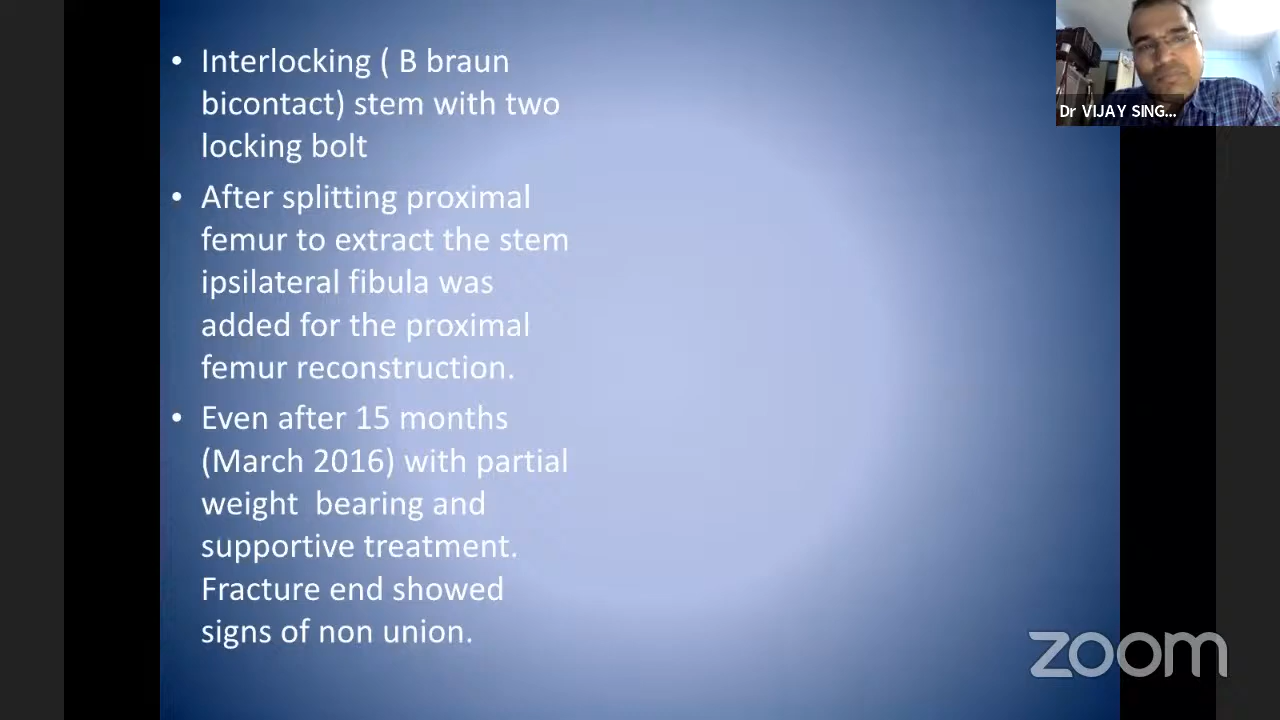 • Interlocking ( B braun
bicontact) stem with two
locking bolt
• After splitting proximal
femur to extract the stem
ipsilateral fibula was
added for the proximal
femur reconstruction.
• Even after 15 months
(March 2016) with partial
weight  bearing and
supportive treatment.
Fracture end showed
signs of non union.
Dr VIJAY SING...
zoom